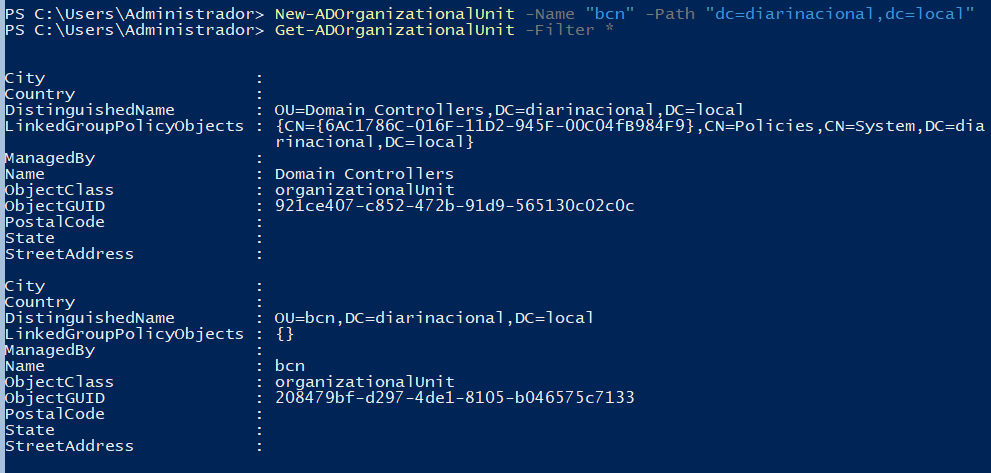 PS C:\Users\Administrador> New-ADOrganizationalUnit -Name "bcn" -Path "dc=diarinacional,dc=local"
PS C:\Users\Administrador> Get-ADOrganizationalUnit -Filter *
City                     :
Country                  :
DistinguishedName        : OU=Domain Controllers,DC=diarinacional,DC=local
LinkedGroupPolicyObjects : {CN={6AC1786C-016F-11D2-945F-00C04fB984F9},CN=Policies,CN=System,DC=dia
                           rinacional,DC=local}
ManagedBy                :
Name                     : Domain Controllers
ObjectClass              : organizationalUnit
ObjectGUID               : 921ce407-c852-472b-91d9-565130c02c0c
PostalCode               :
State                    :
StreetAddress            :
City                     :
Country                  :
DistinguishedName        : OU=bcn,DC=diarinacional,DC=local
LinkedGroupPolicyObjects : {}
ManagedBy                :
Name                     : bcn
ObjectClass              : organizationalUnit
ObjectGUID               : 208479bf-d297-4de1-8105-b046575c7133
PostalCode               :
State                    :
StreetAddress            :